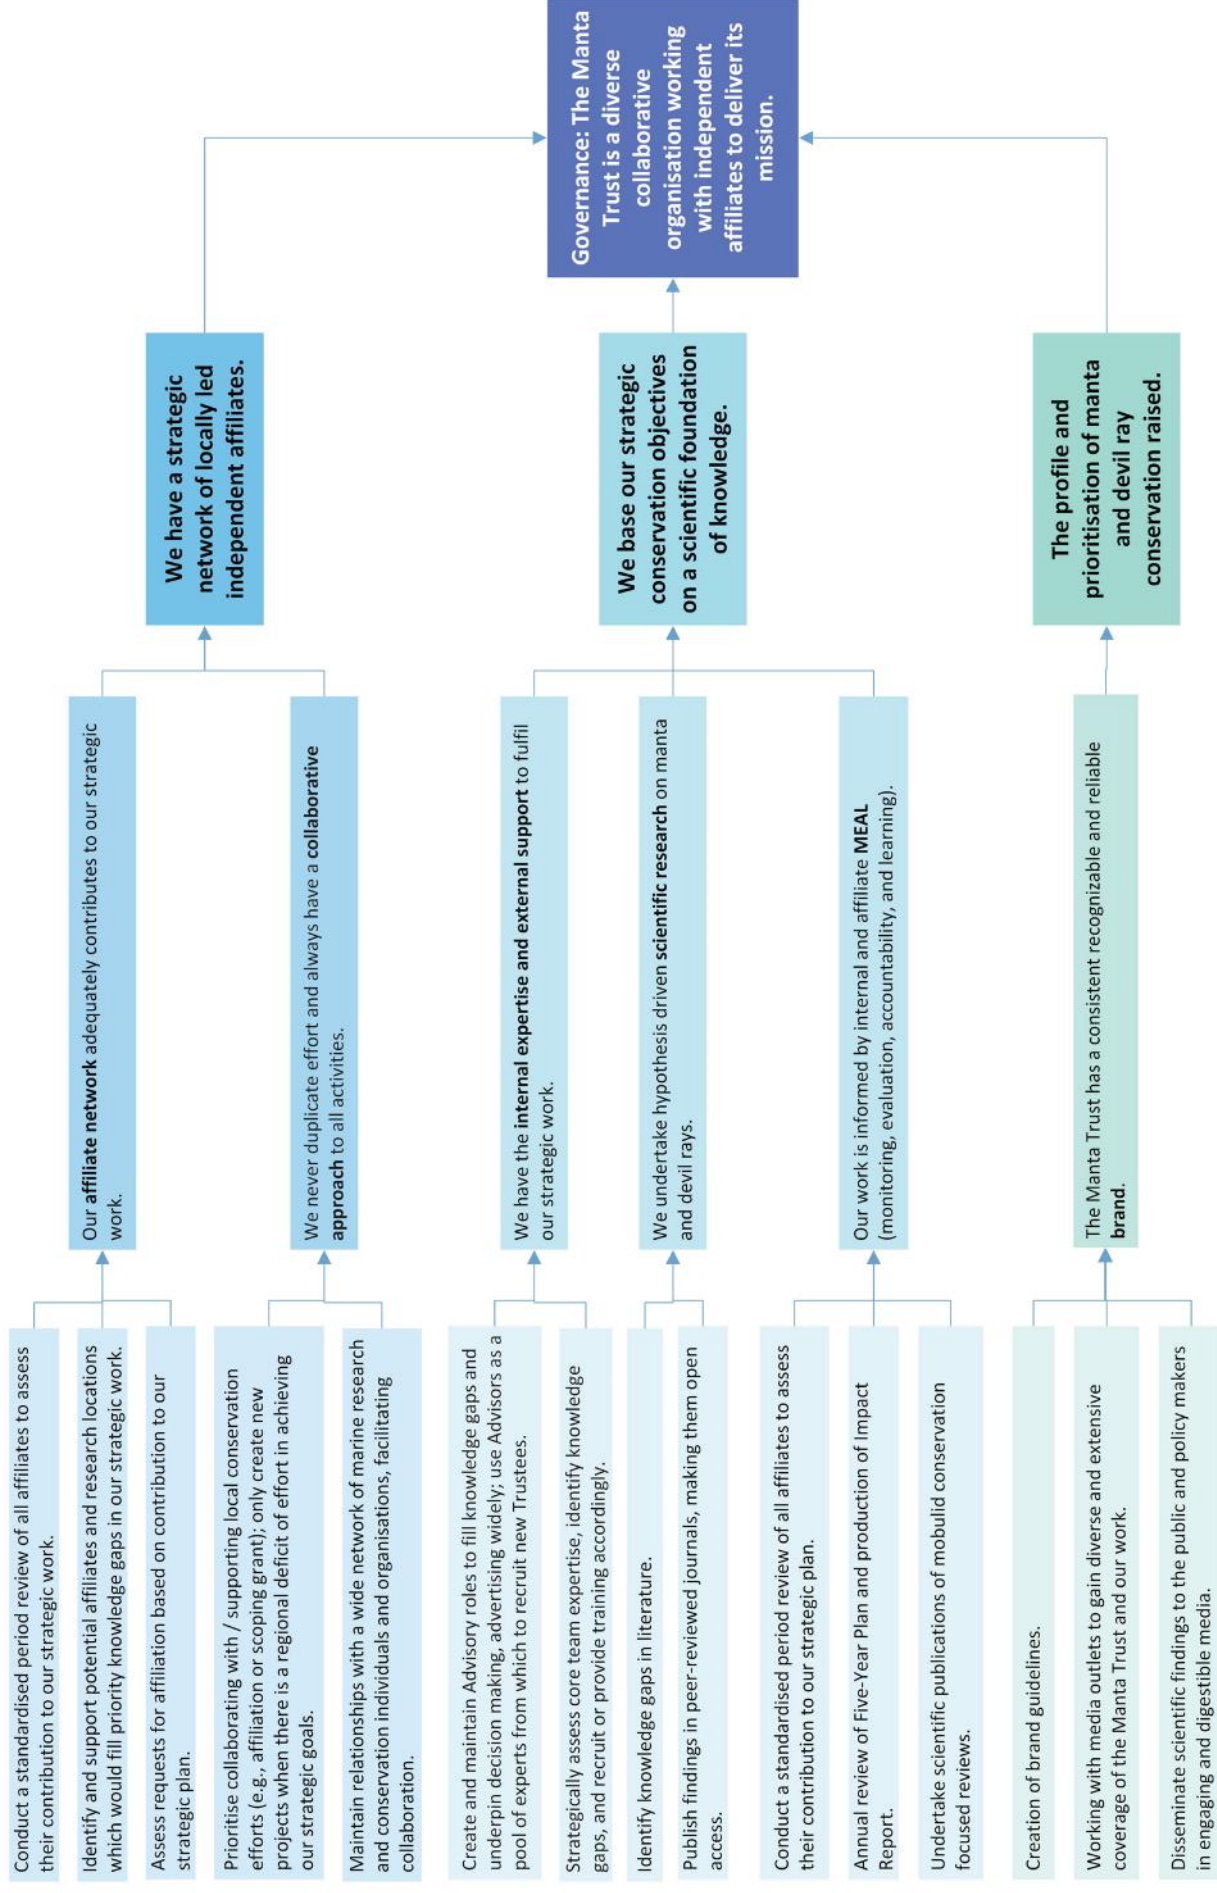 Conduct a standardised period review of all affiliates to assess
their contribution to our strategic work.
Identify and support potential affiliates and research locations
which would fill priority knowledge gaps in our strategic work.
Assess requests for affiliation based on contribution to our
strategic plan.
Prioritise collaborating with / supporting local conservation
efforts (e.g., affiliation or scoping grant); only create new
projects when there is a regional deficit of effort in achieving
our strategic goals.
Maintain relationships with a wide network of marine research
and conservation individuals and organisations, facilitating
collaboration.
Create and maintain Advisory roles to fill knowledge gaps and
underpin decision making, advertising widely; use Advisors as a
pool of experts from which to recruit new Trustees.
Strategically assess core team expertise, identify knowledge
gaps, and recruit or provide training accordingly.
Identify knowledge gaps in literature.
Publish findings in peer-reviewed journals, making them open
access.
Conduct a standardised period review of all affiliates to assess
their contribution to our strategic plan.
Annual review of Five-Year Plan and production of Impact
Report.
Undertake scientific publications of mobulid conservation
focused reviews.
Creation of brand guidelines.
Working with media outlets to gain diverse and extensive
coverage of the Manta Trust and our work.
Disseminate scientific findings to the public and policy makers
in engaging and digestible media.
Our affiliate network adequately contributes to our strategic
work.
We never duplicate effort and always have a collaborative
approach to all activities.
We have the internal expertise and external support to fulfil
our strategic work.
We undertake hypothesis driven scientific research on manta
and devil rays.
Our work is informed by internal and affiliate MEAL
(monitoring, evaluation, accountability, and learning).
The Manta Trust has a consistent recognizable and reliable
brand.
We have a strategic
network of locally led
independent affiliates.
We base our strategic
conservation objectives
on a scientific foundation
of knowledge.
The profile and
prioritisation of manta
and devil ray
conservation raised.
Governance: The Manta
Trust is a diverse
collaborative
organisation working
with independent
affiliates to deliver its
mission.